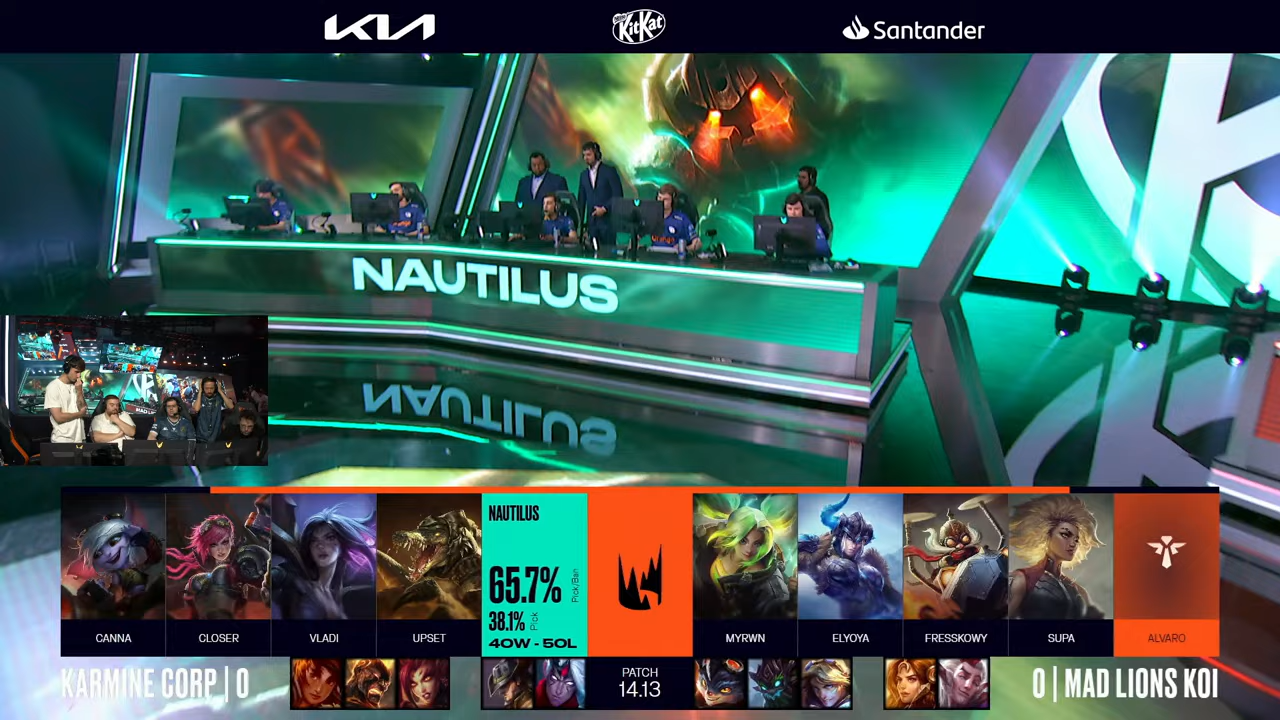 KIA
Nestlé
KitKat
Santander
NAUTILUS
NAUTILUS
NAUTILUS
65.7%
Pick/Ban
38.1%
Pick
40W - 50L
CANNA
CLOSER
VLADI
UPSET
MYRWN
ELYOYA
FRESSKOWY
SUPA
ALVARO
KARMINE CORP | 0
PATCH
14.13
0 | MAD LIONS KOI